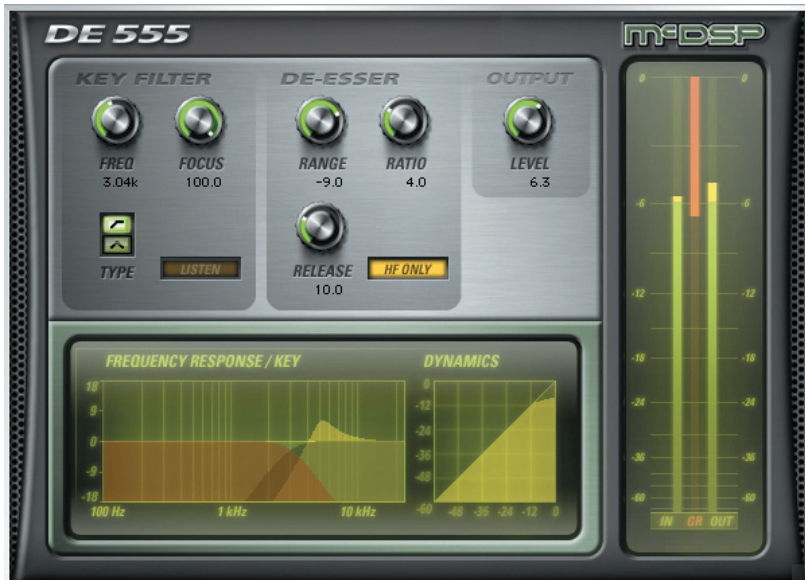 DE 555
McDSP
KEY FILTER
FREQ
3.04k
FOCUS
100.0
TYPE
LISTEN
DE-ESSER
RANGE
-9.0
RATIO
4.0
RELEASE
10.0
HF ONLY
OUTPUT
LEVEL
6.3
FREQUENCY RESPONSE / KEY
18
9
0
-9
-18
100 Hz 1 kHz 10 kHz
DYNAMICS
0
-12
-24
-36
-48
-60 -48 -36 -24 -12 0
0 0
-6 -6
-12 -12
-18 -18
-24 -24
-36 -36
-60 -60
IN GR OUT